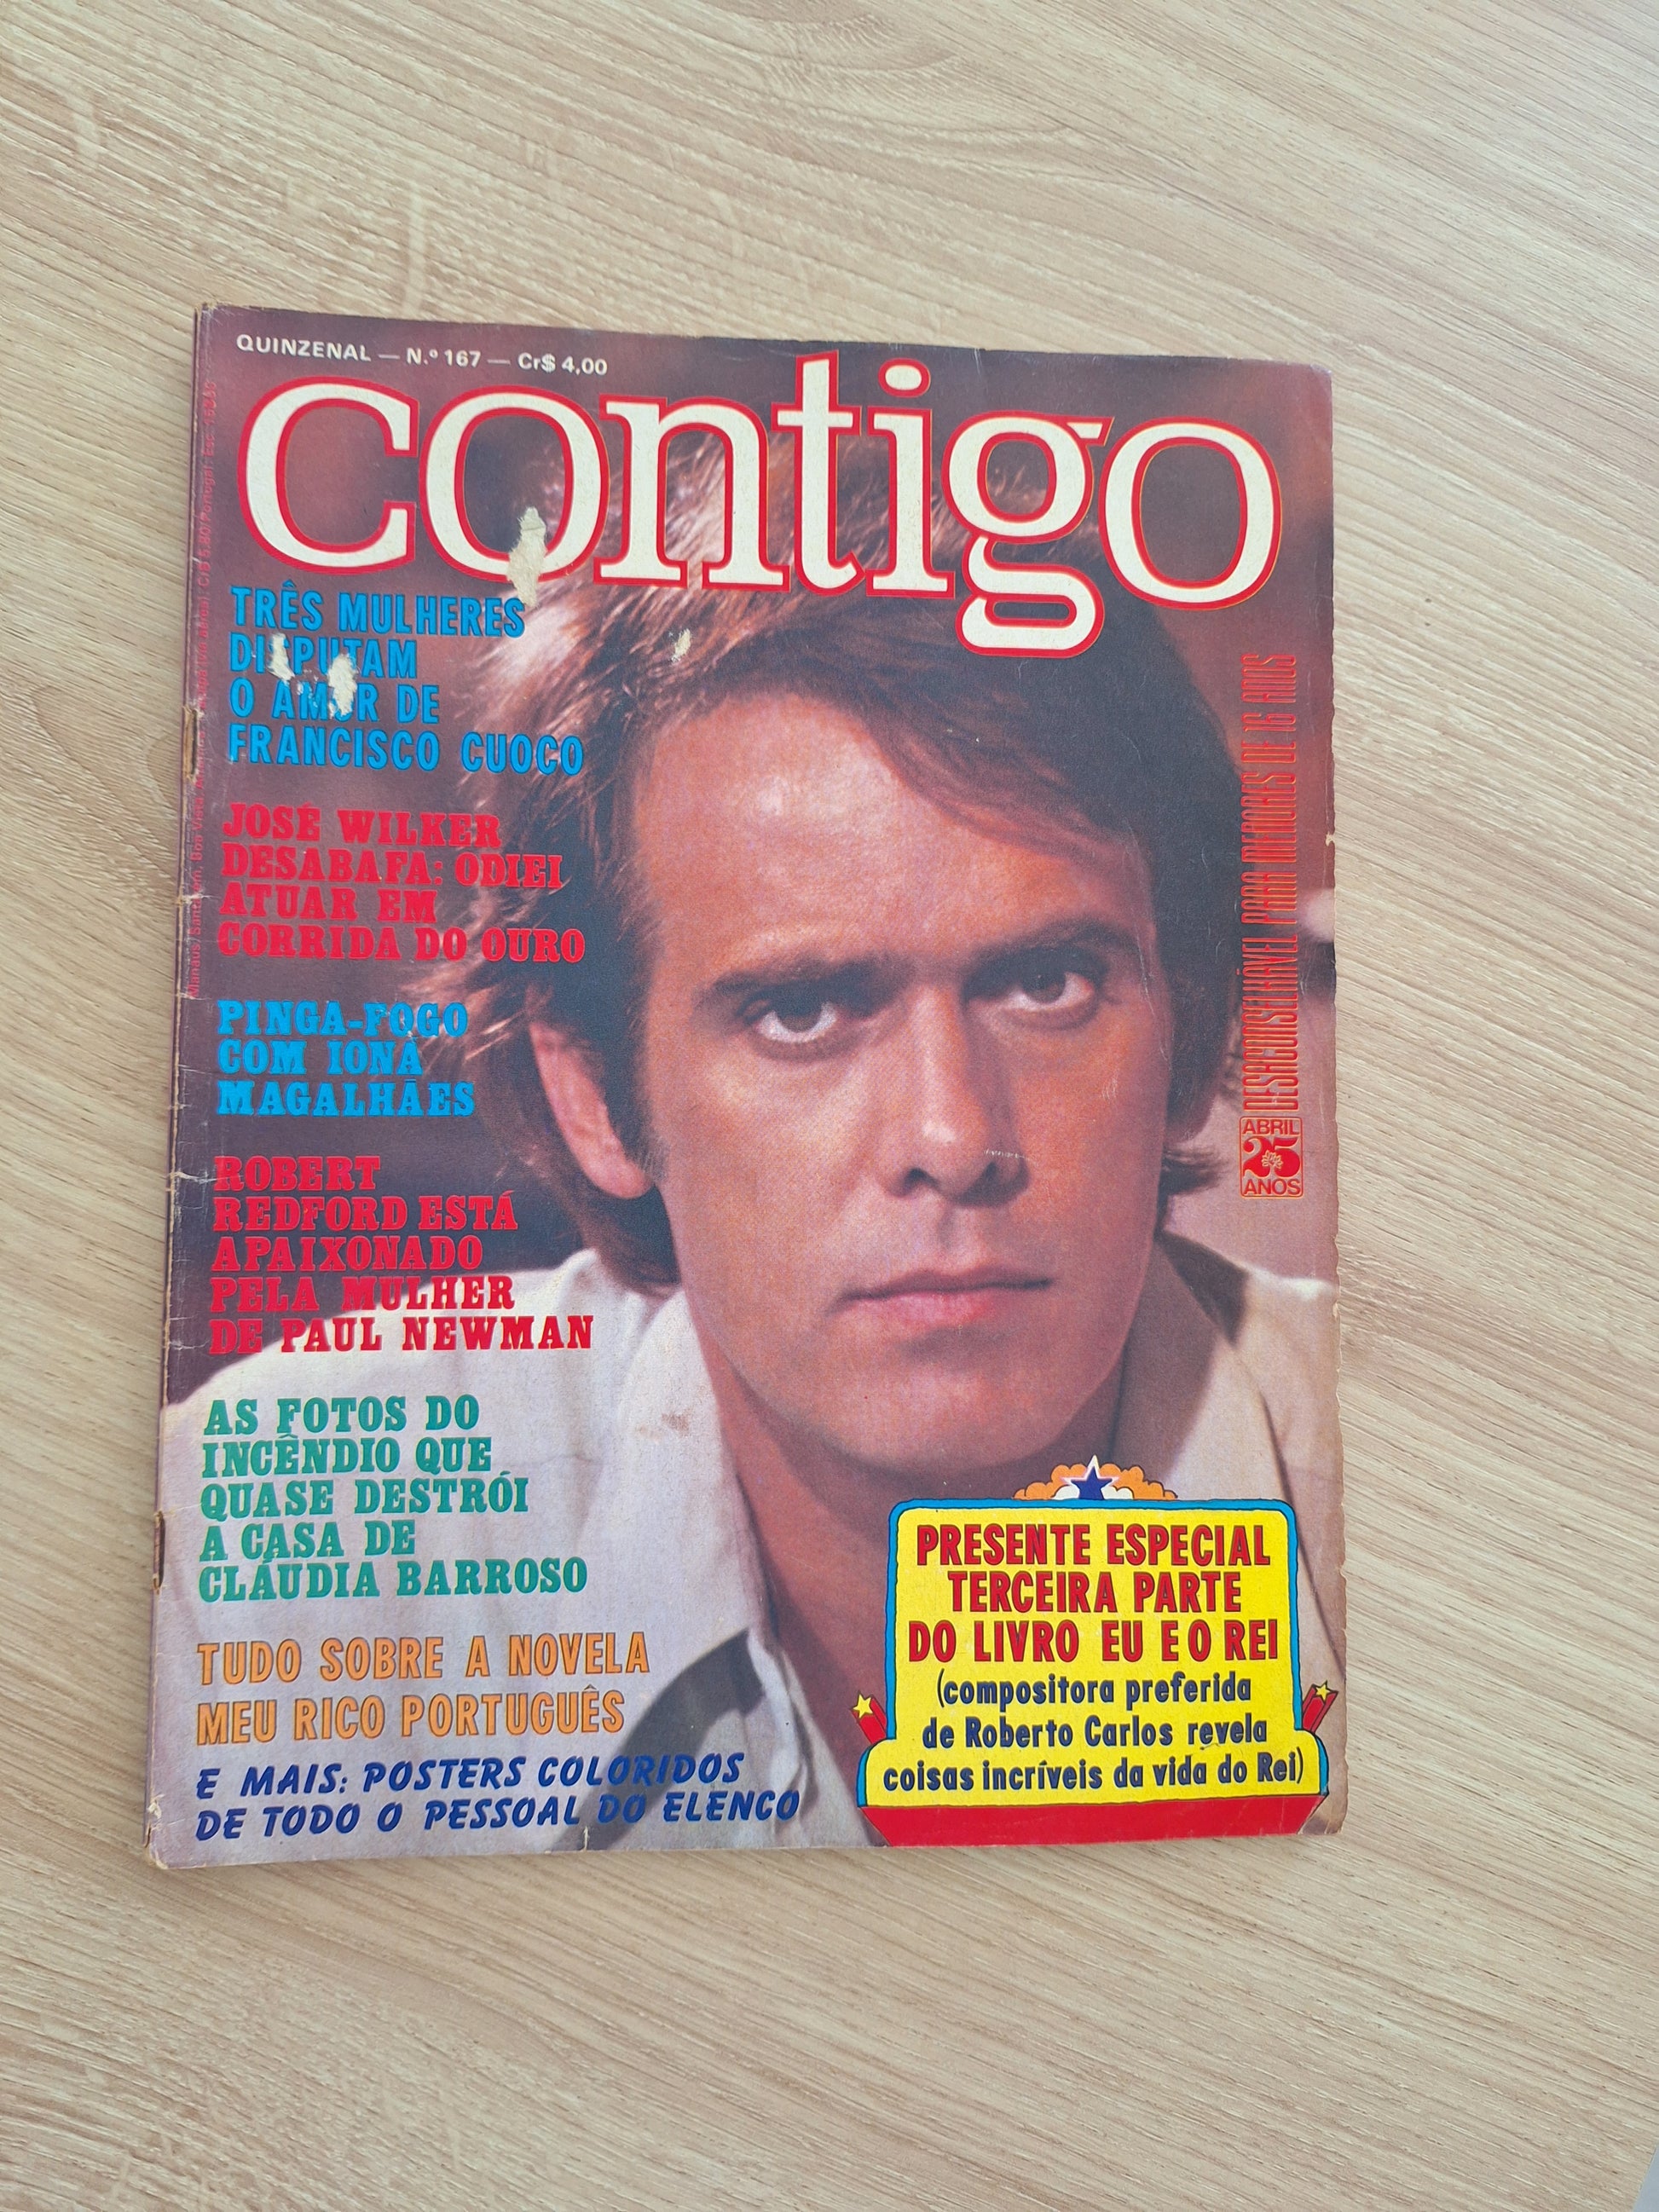 QUINZENAL — N.º 167 — Cr$ 4,00
contigo
TRÊS MULHERES
DISPUTAM
O AMOR DE
FRANCISCO CUOCO
JOSÉ WILKER
DESABAFA: ODIEI
ATUAR EM
CORRIDA DO OURO
PINGA-FOGO
COM IONÁ
MAGALHÃES
ROBERT
REDFORD ESTÁ
APAIXONADO
PELA MULHER
DE PAUL NEWMAN
AS FOTOS DO
INCÊNDIO QUE
QUASE DESTRÓI
A CASA DE
CLÁUDIA BARROSO
TUDO SOBRE A NOVELA
MEU RICO PORTUGUÊS
E MAIS: POSTERS COLORIDOS
DE TODO O PESSOAL DO ELENCO
DESACONSELHÁVEL PARA MENORES DE 16 ANOS
ABRIL
25
ANOS
PRESENTE ESPECIAL
TERCEIRA PARTE
DO LIVRO EU E O REI
(compositora preferida
de Roberto Carlos revela
coisas incríveis da vida do Rei)